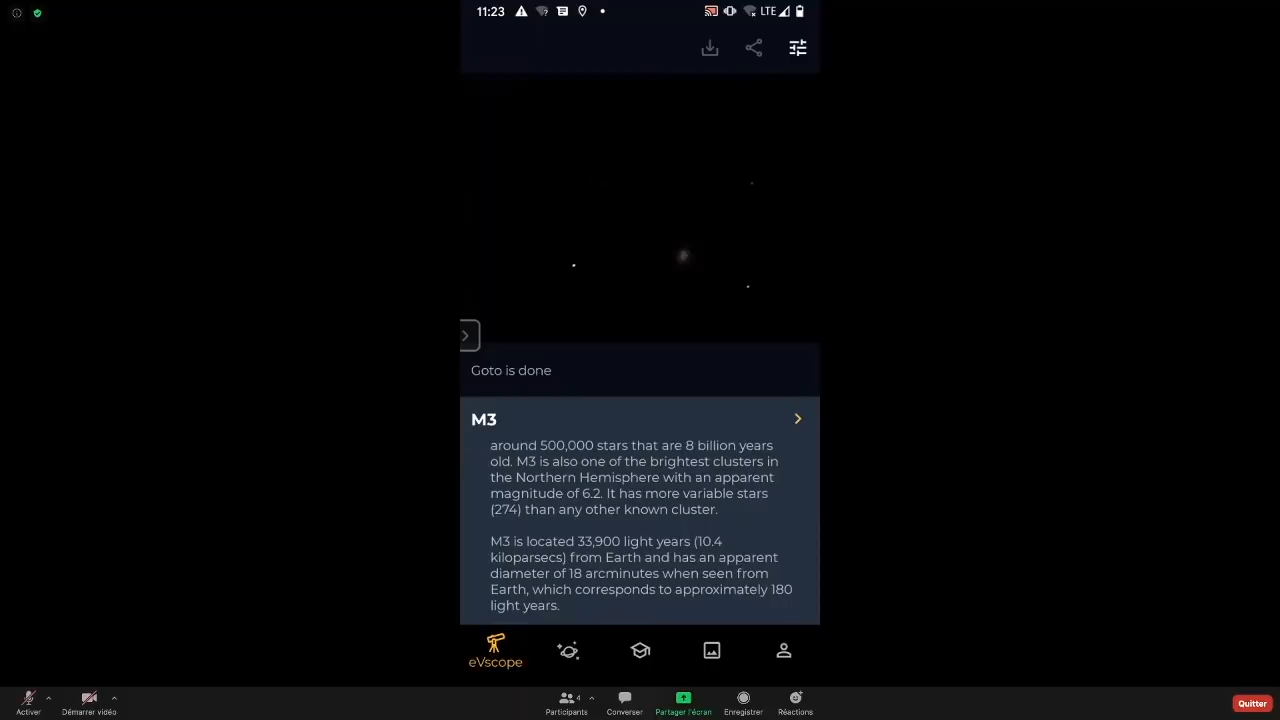 11:23
LTE
Goto is done
M3
around 500,000 stars that are 8 billion years
old. M3 is also one of the brightest clusters in
the Northern Hemisphere with an apparent
magnitude of 6.2. It has more variable stars
(274) than any other known cluster.
M3 is located 33,900 light years (10.4
kiloparsecs) from Earth and has an apparent
diameter of 18 arcminutes when seen from
Earth, which corresponds to approximately 180
light years.
eVscope
4
Activer
Démarrer vidéo
Participants
Converser
Partager l'écran
Enregistrer
Réactions
Quitter